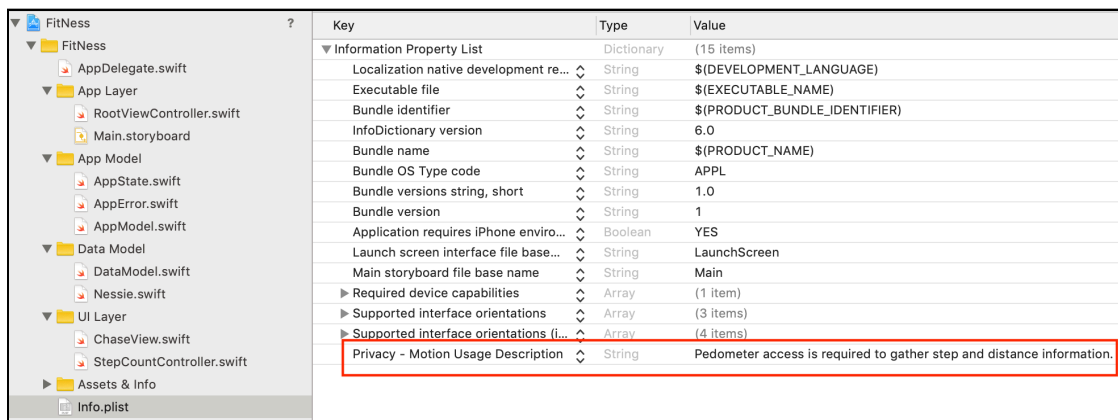 FitNess ?
FitNess
AppDelegate.swift
App Layer
RootViewController.swift
Main.storyboard
App Model
AppState.swift
AppError.swift
AppModel.swift
Data Model
DataModel.swift
Nessie.swift
UI Layer
ChaseView.swift
StepCountController.swift
Assets & Info
Info.plist
Key Type Value
Information Property List Dictionary (15 items)
Localization native development re... String $(DEVELOPMENT_LANGUAGE)
Executable file String $(EXECUTABLE_NAME)
Bundle identifier String $(PRODUCT_BUNDLE_IDENTIFIER)
InfoDictionary version String 6.0
Bundle name String $(PRODUCT_NAME)
Bundle OS Type code String APPL
Bundle versions string, short String 1.0
Bundle version String 1
Application requires iPhone enviro... Boolean YES
Launch screen interface file base... String LaunchScreen
Main storyboard file base name String Main
Required device capabilities Array (1 item)
Supported interface orientations Array (3 items)
Supported interface orientations (i... Array (4 items)
Privacy - Motion Usage Description String Pedometer access is required to gather step and distance information.